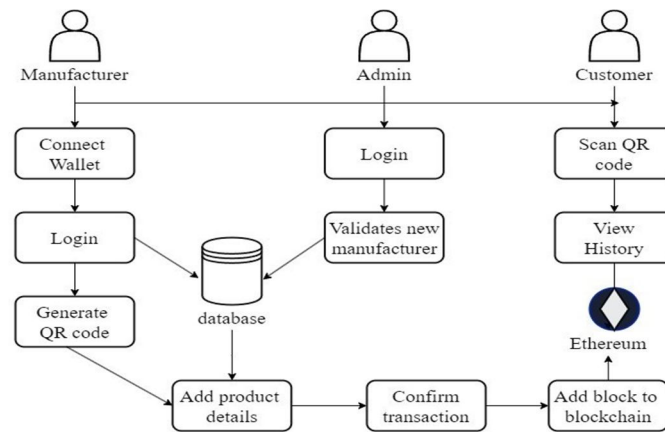 Manufacturer
Admin
Customer
Connect
Wallet
Login
Scan QR
code
Login
Validates new
manufacturer
View
History
Generate
QR code
database
Ethereum
Add product
details
Confirm
transaction
Add block to
blockchain